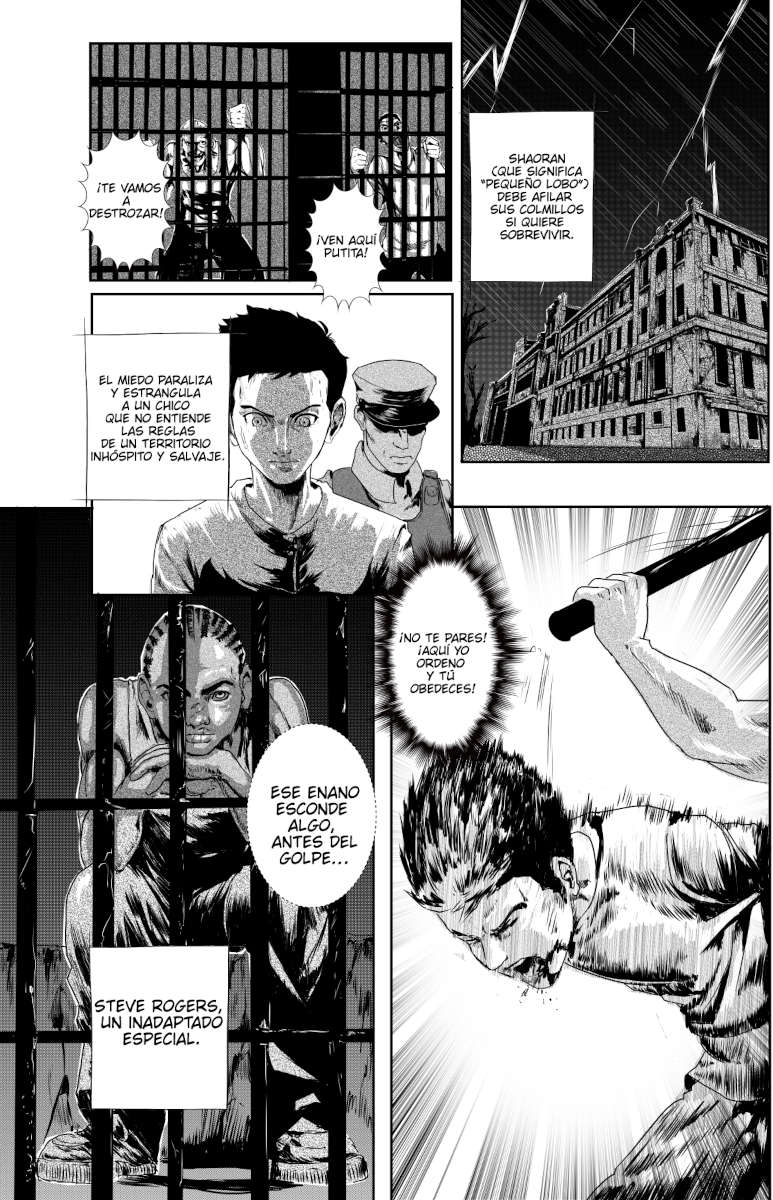 SHAORAN
(QUE SIGNIFICA
"PEQUEÑO LOBO")
DEBE AFILAR
SUS COLMILLOS
SI QUIERE
SOBREVIVIR.
¡VEN AQUÍ
PUTITA!
¡TE VAMOS
A
DESTROZAR!
EL MIEDO PARALIZA
Y ESTRANGULA
A UN CHICO
QUE NO ENTIENDE
LAS REGLAS
DE UN TERRITORIO
INHÓSPITO Y SALVAJE.
¡NO TE PARES!
¡AQUÍ YO
ORDENO
Y TÚ
OBEDECES!
ESE ENANO
ESCONDE
ALGO,
ANTES DEL
GOLPE...
STEVE ROGERS,
UN INADAPTADO
ESPECIAL.